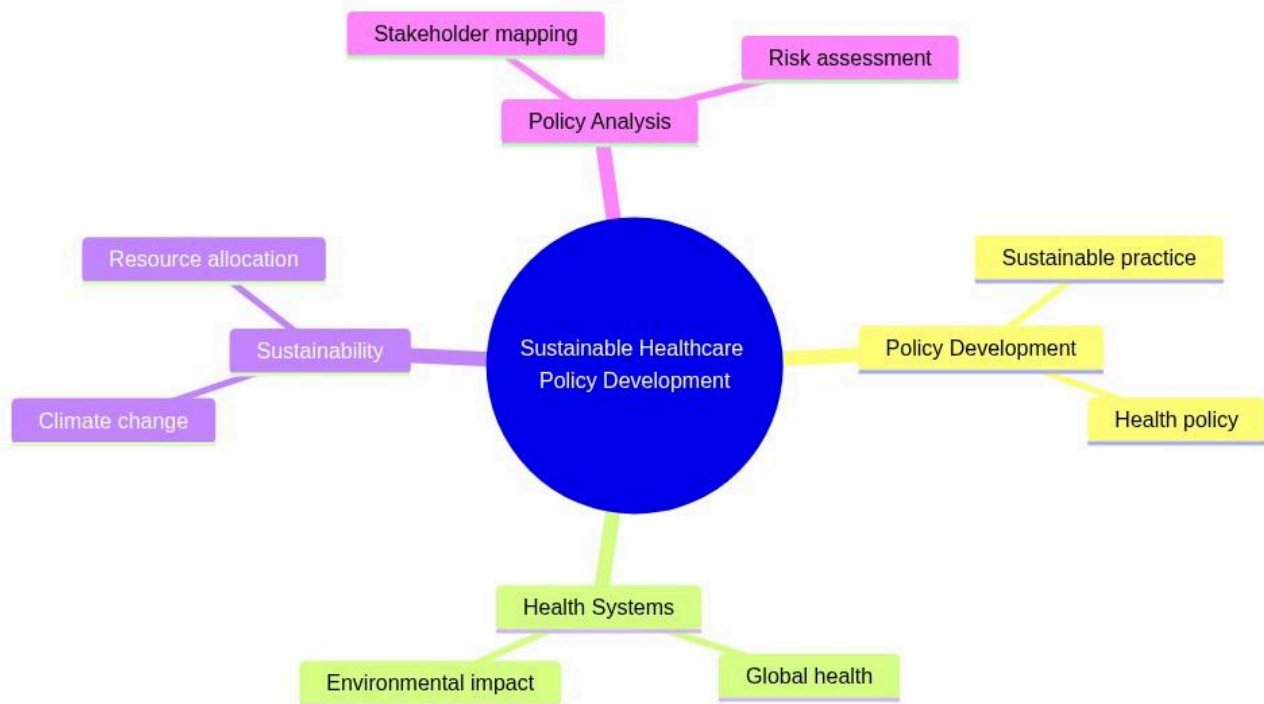 Stakeholder mapping
Risk assessment
Policy Analysis
Resource allocation
Sustainable practice
Sustainability
Sustainable Healthcare
Policy Development
Policy Development
Climate change
Health policy
Health Systems
Environmental impact
Global health